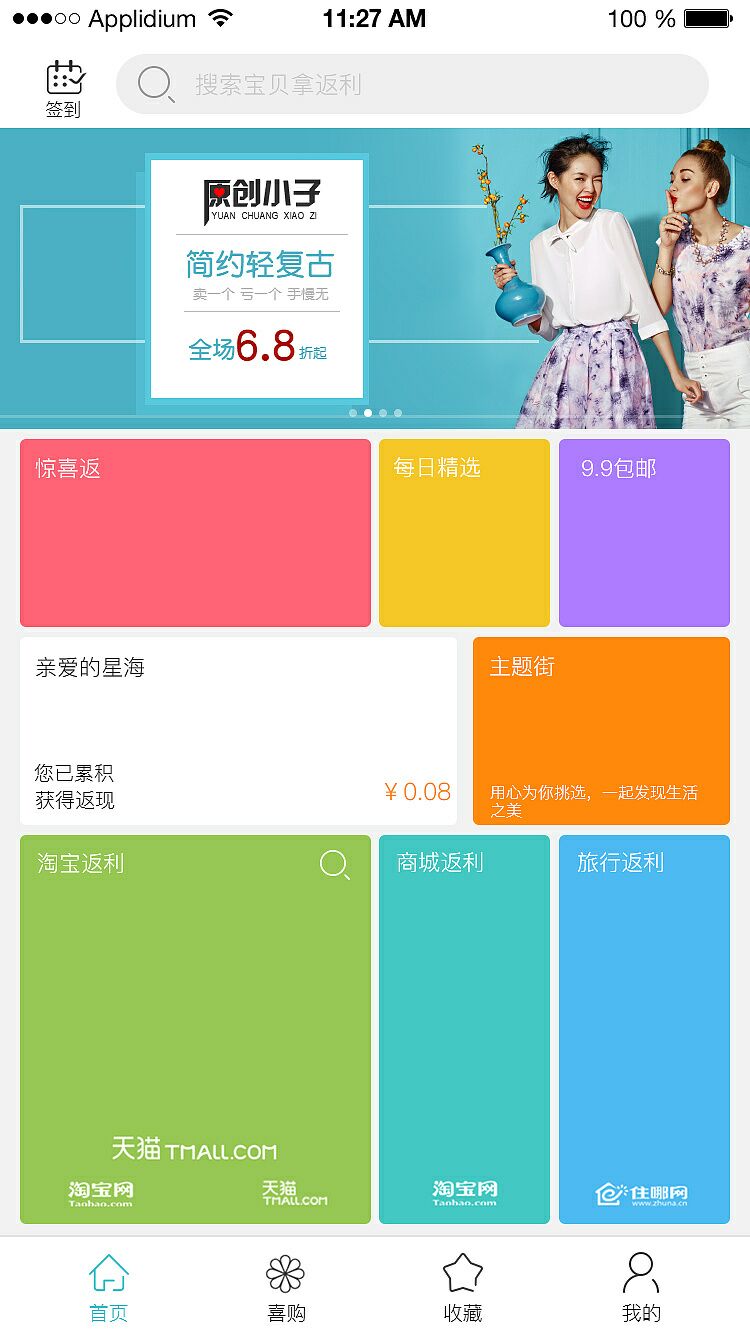 Applidium 11:27 AM 100 %
签到
搜索宝贝拿返利
原创小子
YUAN CHUANG XIAO ZI
简约轻复古
卖一个 亏一个 手慢无
全场6.8折起
惊喜返
每日精选
9.9包邮
亲爱的星海
您已累积
获得返现
¥ 0.08
主题街
用心为你挑选，一起发现生活
之美
淘宝返利
商城返利
旅行返利
天猫 TMALL.COM
淘宝网
Taobao.com
天猫
TMALL.COM
淘宝网
Taobao.com
住哪网
www.zhuna.cn
首页
喜购
收藏
我的